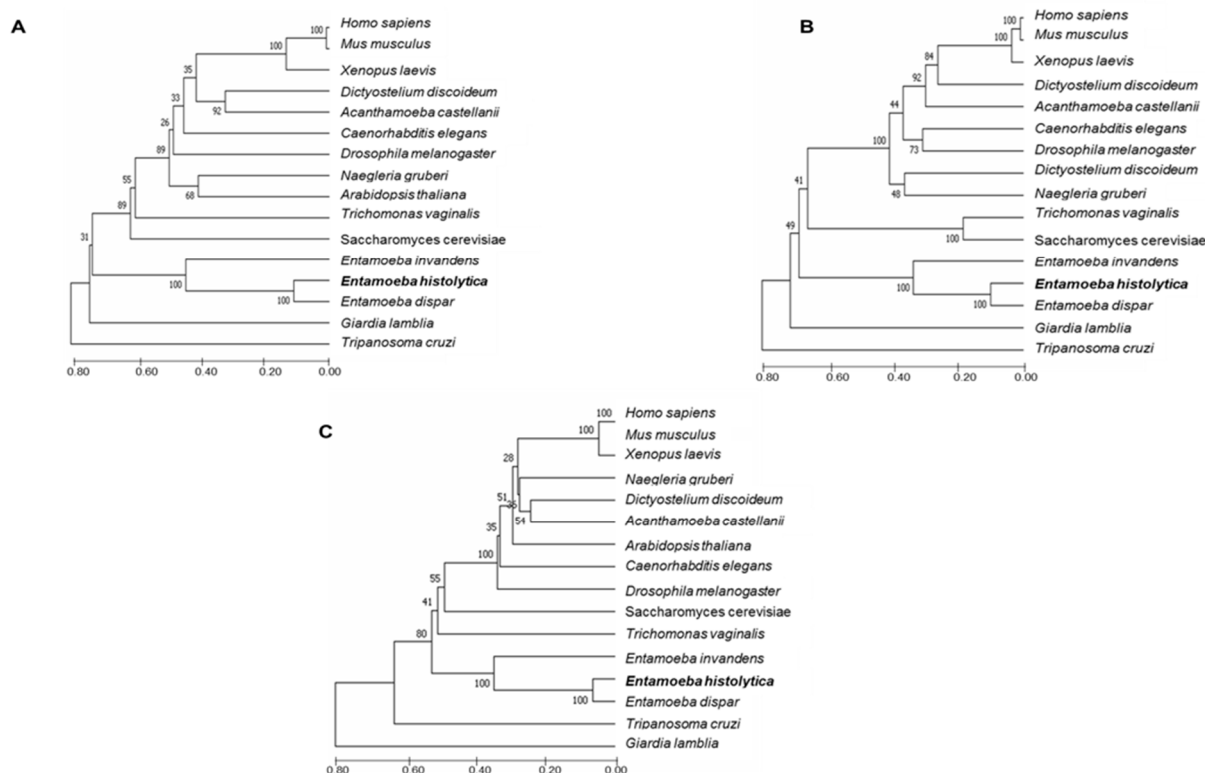 A
Homo sapiens
100
Mus musculus
100
Xenopus laevis
35
Dictyostelium discoideum
92
Acanthamoeba castellanii
33
Caenorhabditis elegans
26
Drosophila melanogaster
89
Naegleria gruberi
68
Arabidopsis thaliana
55
Trichomonas vaginalis
89
Saccharomyces cerevisiae
31
Entamoeba invandens
100
Entamoeba histolytica
100
Entamoeba dispar
Giardia lamblia
Tripanosoma cruzi
0.80 0.60 0.40 0.20 0.00
B
100
Homo sapiens
100
Mus musculus
84
Xenopus laevis
92
Dictyostelium discoideum
44
Acanthamoeba castellanii
100
Caenorhabditis elegans
73
Drosophila melanogaster
Dictyostelium discoideum
48
Naegleria gruberi
41
Trichomonas vaginalis
49
100
Saccharomyces cerevisiae
Entamoeba invandens
100
Entamoeba histolytica
100
Entamoeba dispar
Giardia lamblia
Tripanosoma cruzi
0.80 0.60 0.40 0.20 0.00
C
100
Homo sapiens
100
Mus musculus
Xenopus laevis
28
Naegleria gruberi
51
35
Dictyostelium discoideum
54
Acanthamoeba castellanii
35
Arabidopsis thaliana
100
Caenorhabditis elegans
Drosophila melanogaster
55
Saccharomyces cerevisiae
41
Trichomonas vaginalis
80
Entamoeba invandens
100
Entamoeba histolytica
100
Entamoeba dispar
Tripanosoma cruzi
Giardia lamblia
0.80 0.60 0.40 0.20 0.00